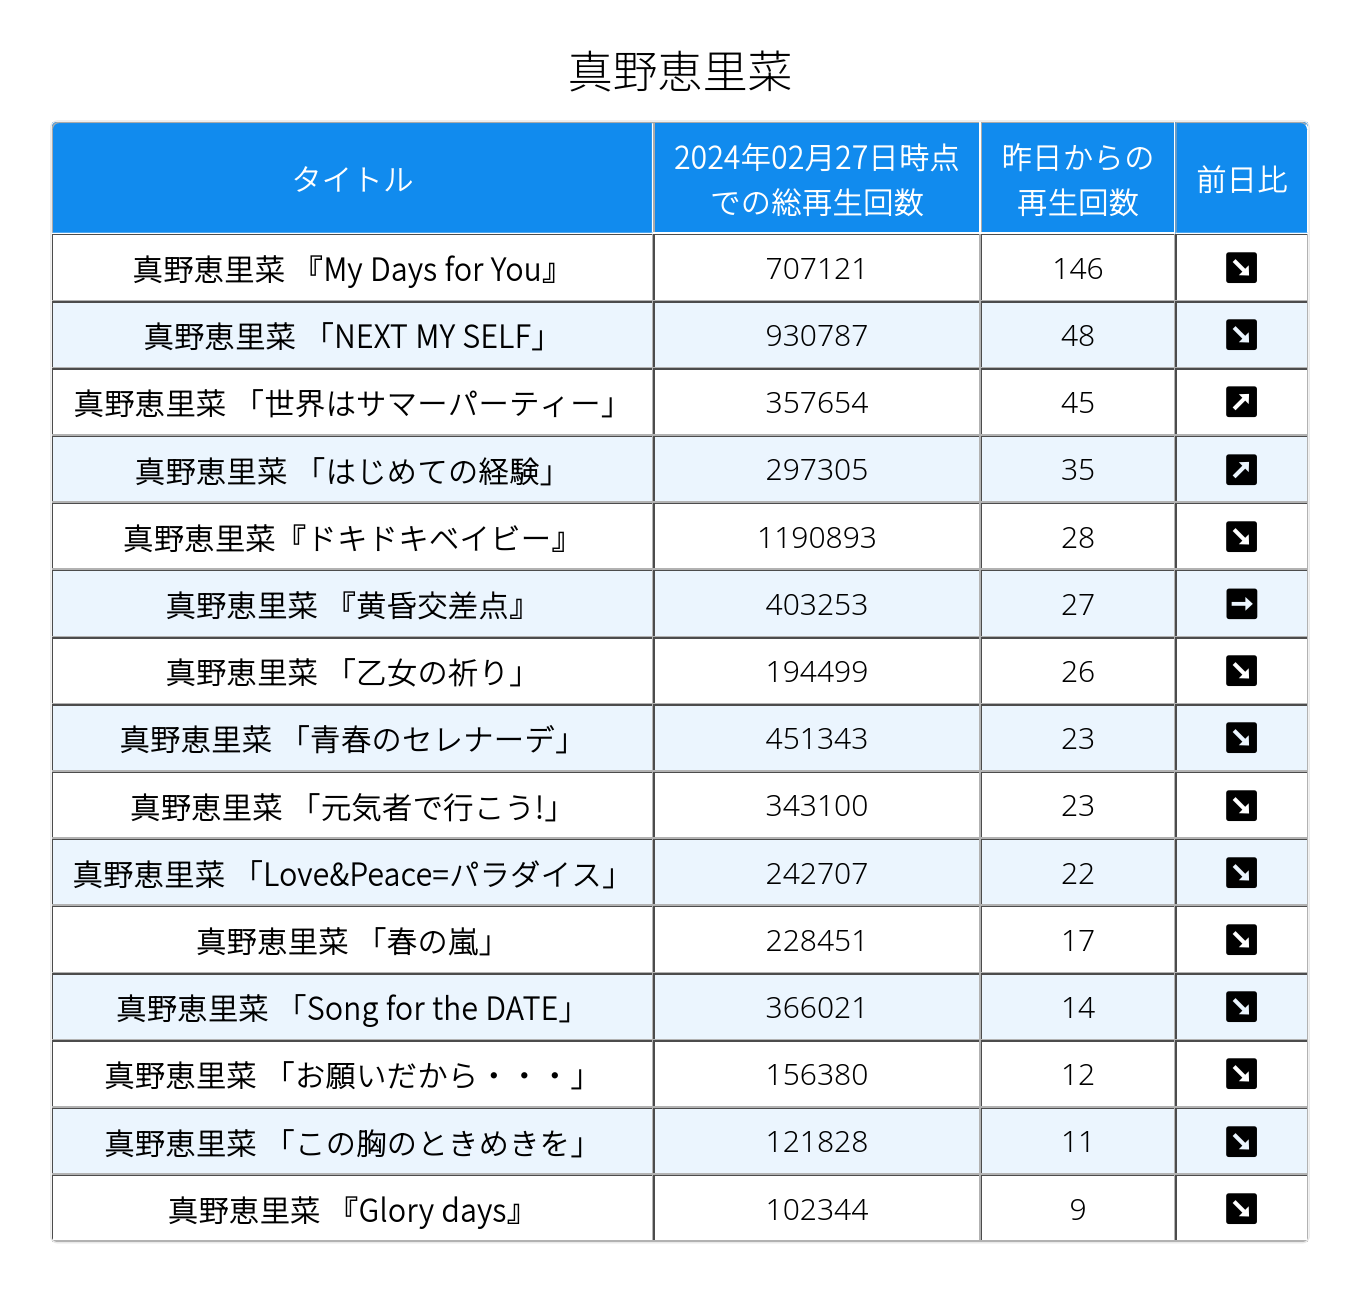 真野恵里菜
タイトル
2024年02月27日時点
での総再生回数
昨日からの
再生回数
前日比
真野恵里菜 『My Days for You』 707121 146 ↘
真野恵里菜 「NEXT MY SELF」 930787 48 ↘
真野恵里菜 「世界はサマーパーティー」 357654 45 ↗
真野恵里菜 「はじめての経験」 297305 35 ↗
真野恵里菜『ドキドキベイビー』 1190893 28 ↘
真野恵里菜 『黄昏交差点』 403253 27 →
真野恵里菜 「乙女の祈り」 194499 26 ↘
真野恵里菜 「青春のセレナーデ」 451343 23 ↘
真野恵里菜 「元気者で行こう!」 343100 23 ↘
真野恵里菜 「Love&Peace=パラダイス」 242707 22 ↘
真野恵里菜 「春の嵐」 228451 17 ↘
真野恵里菜 「Song for the DATE」 366021 14 ↘
真野恵里菜 「お願いだから・・・」 156380 12 ↘
真野恵里菜 「この胸のときめきを」 121828 11 ↘
真野恵里菜 『Glory days』 102344 9 ↘